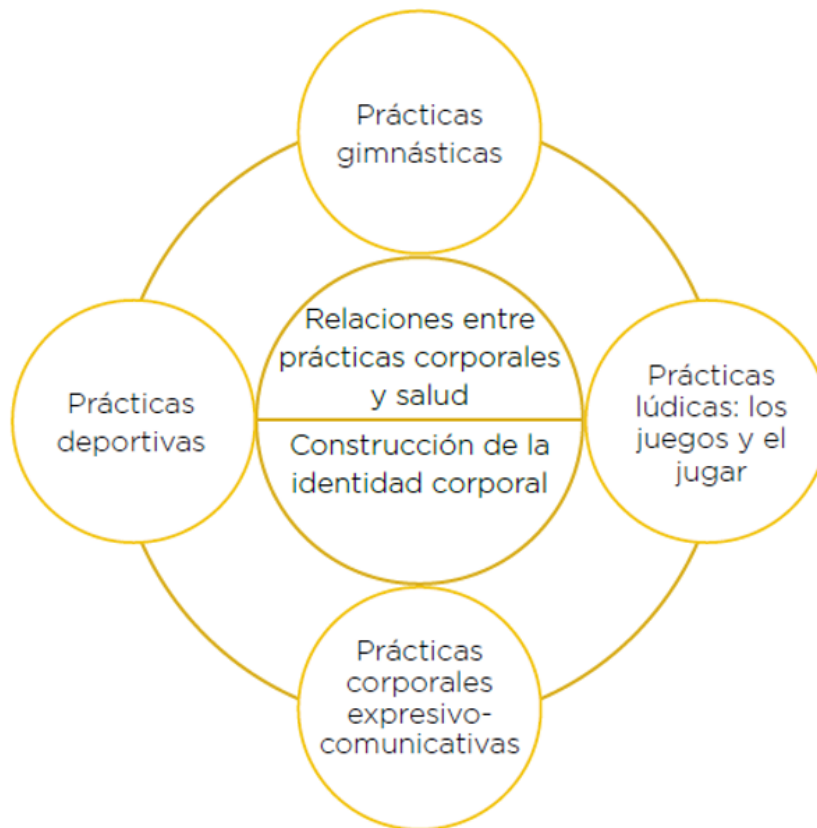 Prácticas
gimnásticas
Relaciones entre
prácticas corporales
y salud
Construcción de la
identidad corporal
Prácticas
deportivas
Prácticas
lúdicas: los
juegos y el
jugar
Prácticas
corporales
expresivo-
comunicativas